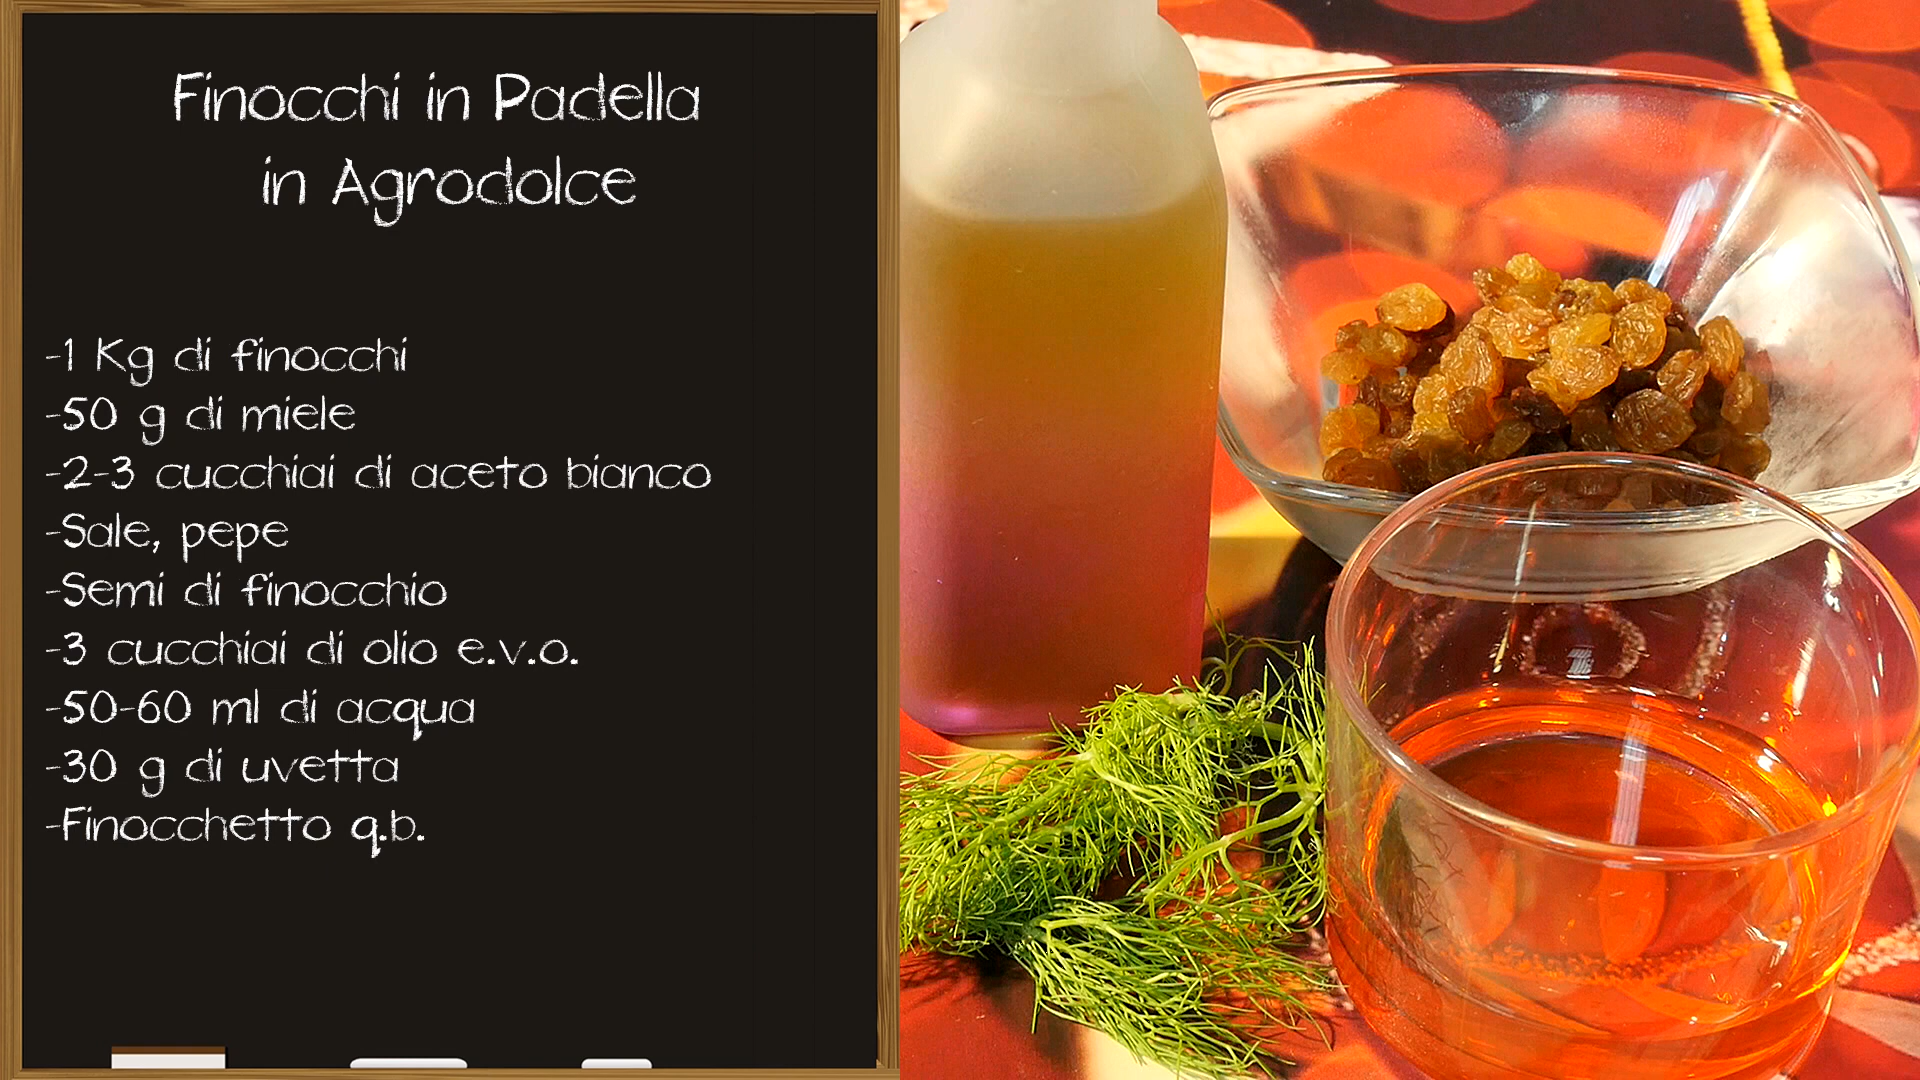 Finocchi in Padella
in Agrodolce
-1 Kg di finocchi
-50 g di miele
-2-3 cucchiai di aceto bianco
-Sale, pepe
-Semi di finocchio
-3 cucchiai di olio e.v.o.
-50-60 ml di acqua
-30 g di uvetta
-Finocchetto q.b.